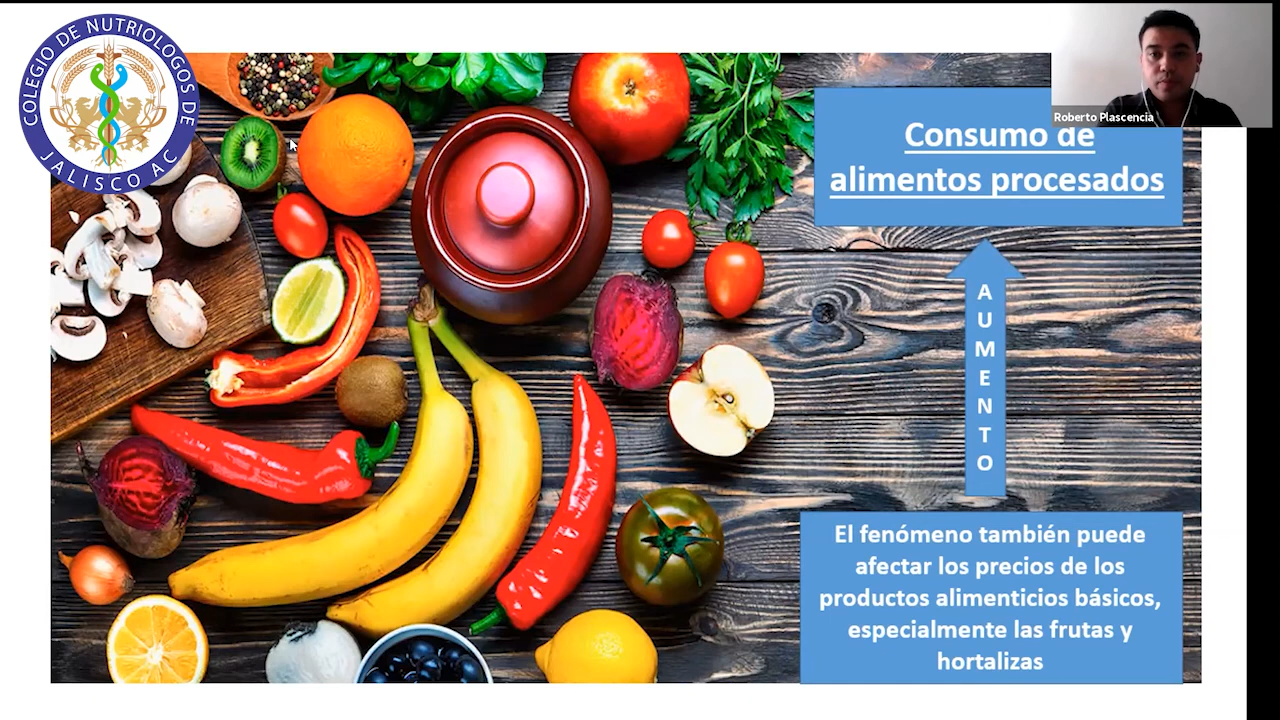 COLEGIO DE NUTRIOLOGOS DE
JALISCO AC
Roberto Plascencia
Consumo de
alimentos procesados
A
U
M
E
N
T
O
El fenómeno también puede
afectar los precios de los
productos alimenticios básicos,
especialmente las frutas y
hortalizas